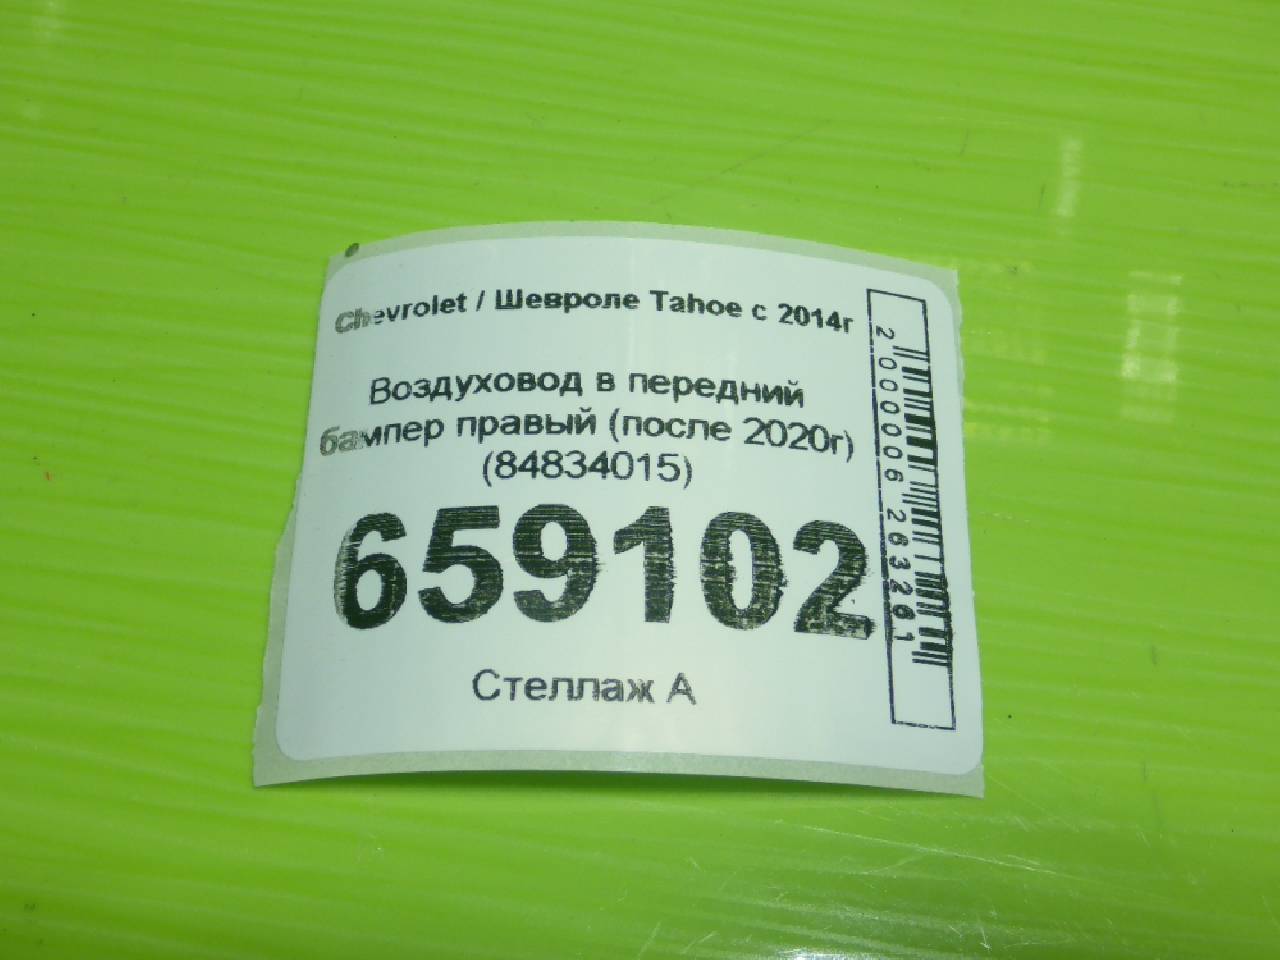 Chevrolet / Шевроле Tahoe с 2014г
Воздуховод в передний
бампер правый (после 2020г)
(84834015)
659102
Стеллаж А
2000006263261